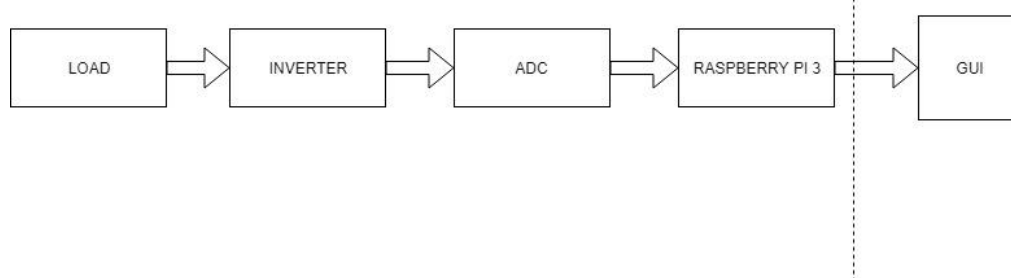 LOAD
INVERTER
ADC
RASPBERRY PI 3
GUI